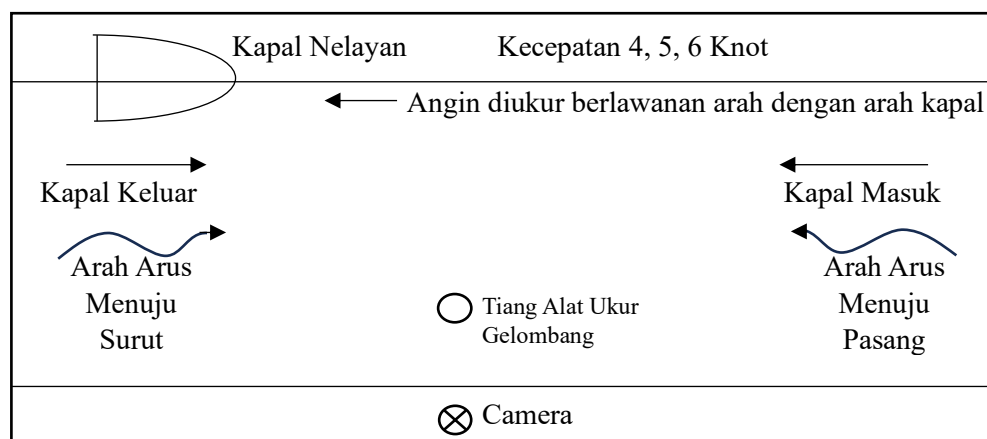 Kapal Nelayan
Kecepatan 4, 5, 6 Knot
Angin diukur berlawanan arah dengan arah kapal
Kapal Keluar
Kapal Masuk
Arah Arus
Menuju
Surut
Tiang Alat Ukur
Gelombang
Arah Arus
Menuju
Pasang
Camera